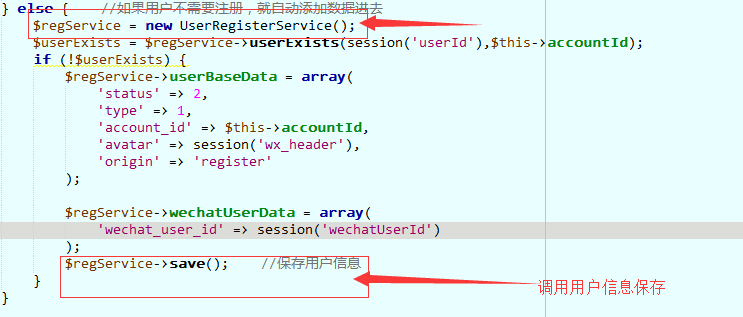 } else {    //如果用户不需要注册，就自动添加数据进去
$regService = new UserRegisterService();
$userExists = $regService->userExists(session('userId'),$this->accountId);
if (!$userExists) {
$regService->userBaseData = array(
'status' => 2,
'type' => 1,
'account_id' => $this->accountId,
'avatar' => session('wx_header'),
'origin' => 'register'
);
$regService->wechatUserData = array(
'wechat_user_id' => session('wechatUserId')
);
$regService->save();    //保存用户信息
调用用户信息保存
}
}